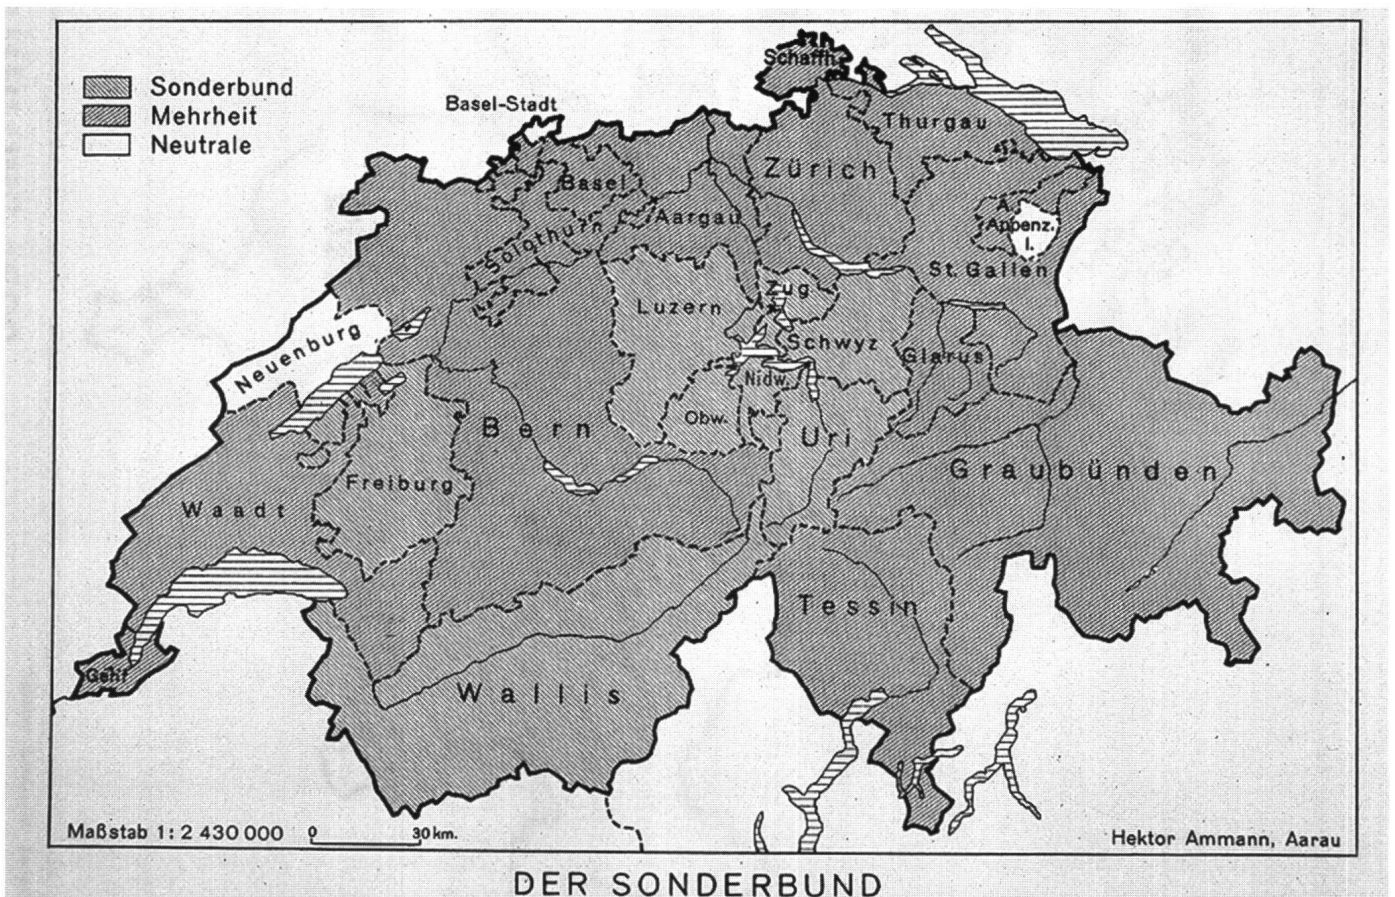 Sonderbund
Mehrheit
Neutrale
Basel-Stadt
Schaffh.
Thurgau
Zürich
Basel
Aargau
Solothurn
A.
Appenz.
I.
St. Gallen
Zug
Luzern
Schwyz
Glarus
Neuenburg
Nidw.
Obw.
Bern
Uri
Graubünden
Freiburg
Waadt
Tessin
Genf
Wallis
Maßstab 1: 2 430 000
0 30 km.
Hektor Ammann, Aarau
DER SONDERBUND